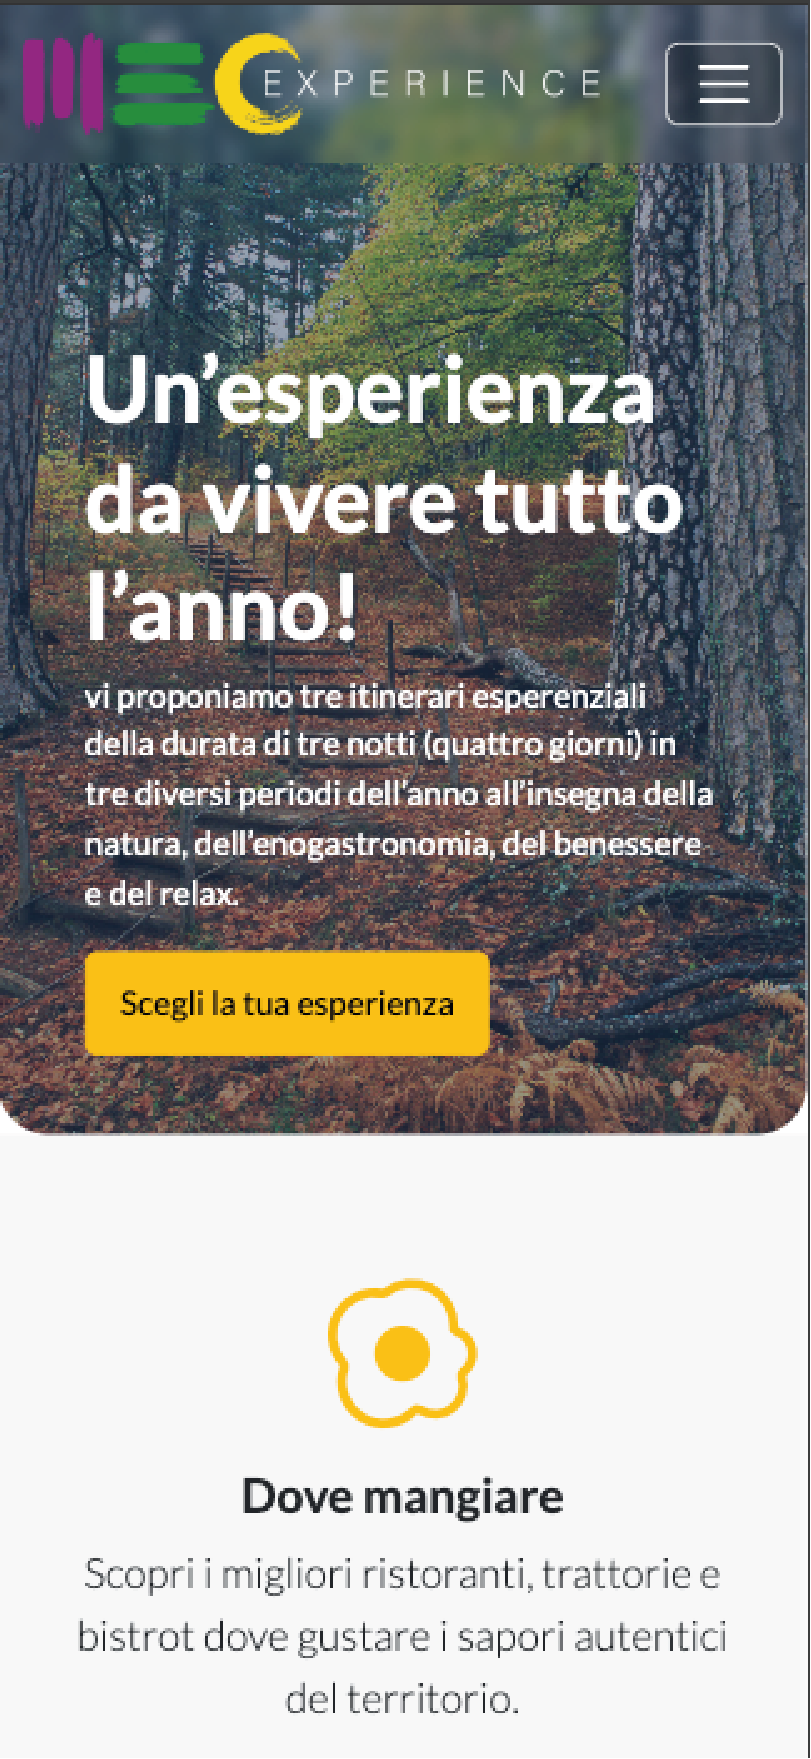 MEC EXPERIENCE
Un’esperienza
da vivere tutto
l’anno!
vi proponiamo tre itinerari esperenziali
della durata di tre notti (quattro giorni) in
tre diversi periodi dell’anno all’insegna della
natura, dell’enogastronomia, del benessere
e del relax.
Scegli la tua esperienza
Dove mangiare
Scopri i migliori ristoranti, trattorie e
bistrot dove gustare i sapori autentici
del territorio.